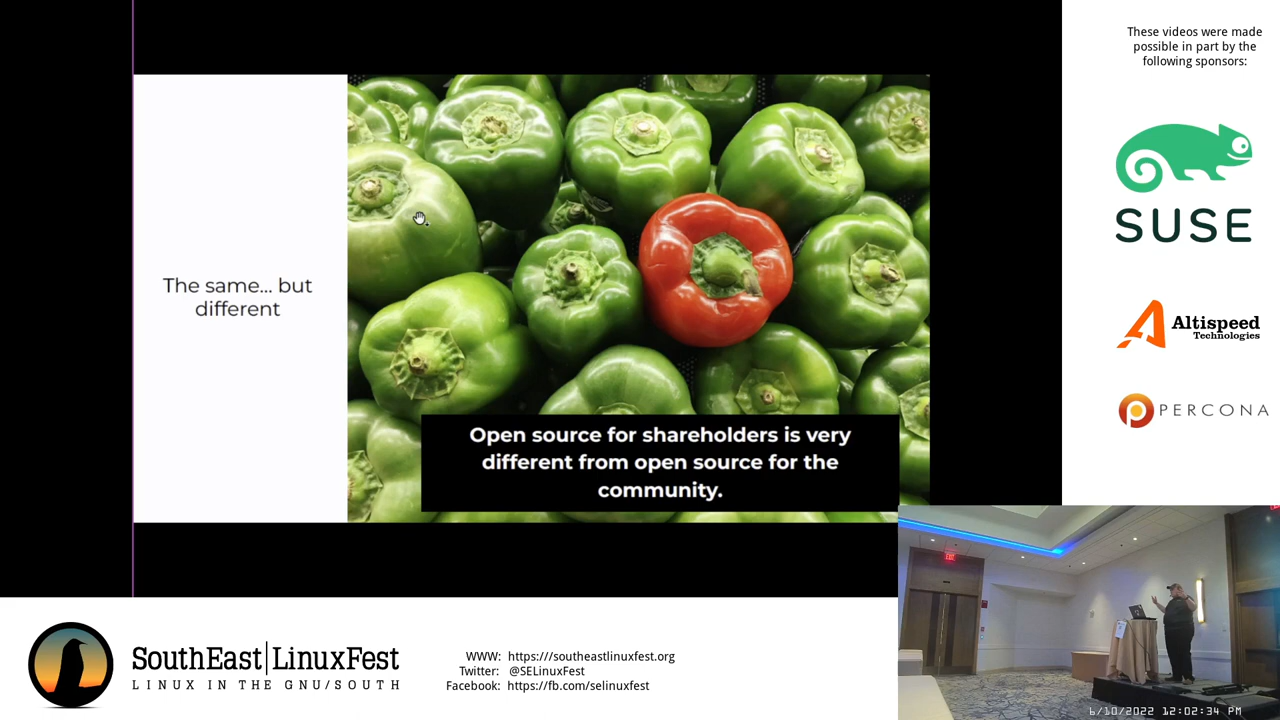 These videos were made
possible in part by the
following sponsors:
SUSE
Altispeed
Technologies
PERCONA
The same... but
different
Open source for shareholders is very
different from open source for the
community.
SouthEast|LinuxFest
LINUX IN THE GNU/SOUTH
WWW: https:///southeastlinuxfest.org
Twitter: @SELinuxFest
Facebook: https://fb.com/selinuxfest
EXIT
6/10/2022 12:02:34 PM